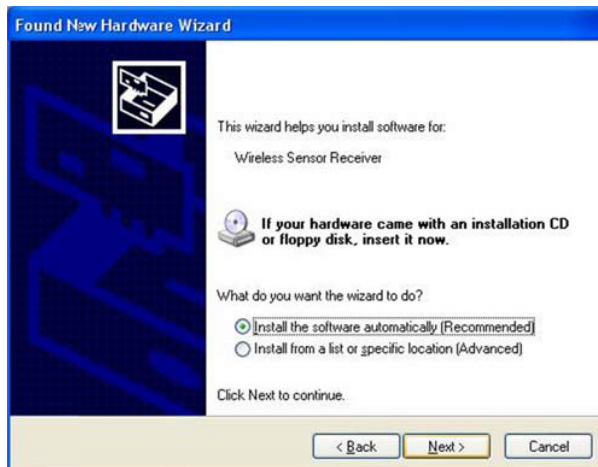 Found New Hardware Wizard
This wizard helps you install software for:
Wireless Sensor Receiver
If your hardware came with an installation CD
or floppy disk, insert it now.
What do you want the wizard to do?
Install the software automatically (Recommended)
Install from a list or specific location (Advanced)
Click Next to continue.
< Back Next > Cancel